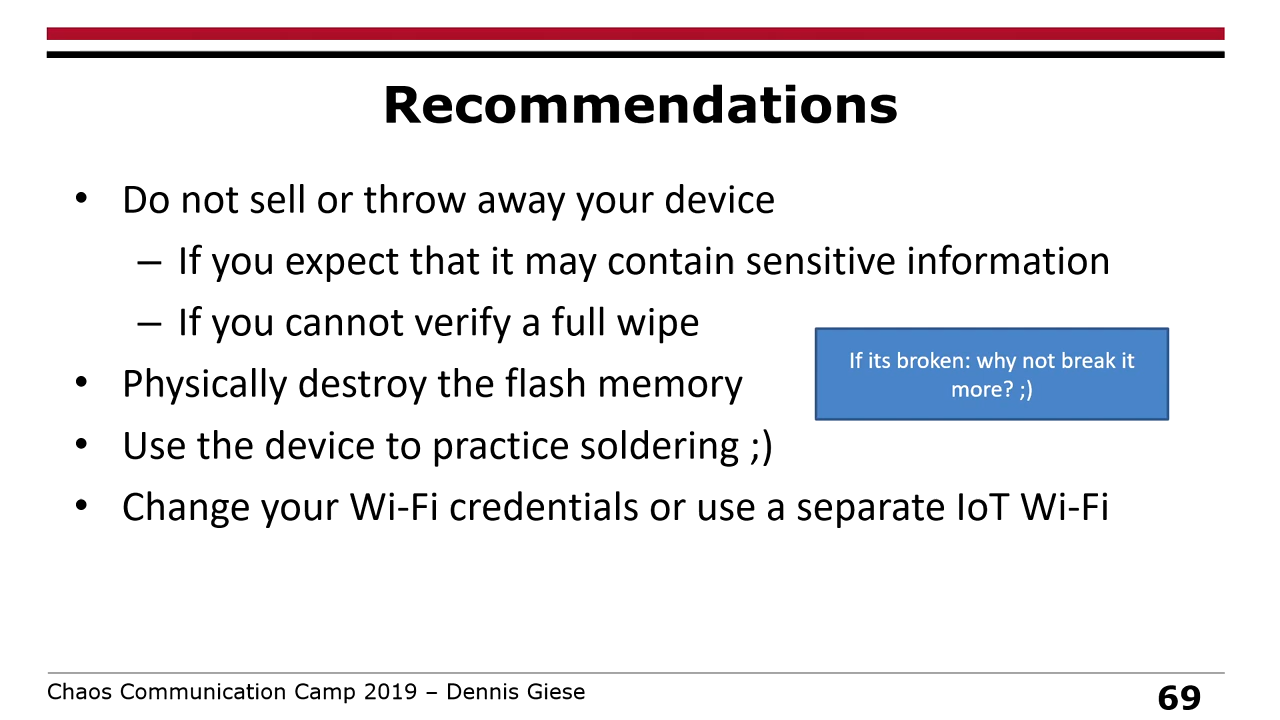 Recommendations
• Do not sell or throw away your device
– If you expect that it may contain sensitive information
– If you cannot verify a full wipe
• Physically destroy the flash memory
• Use the device to practice soldering ;)
• Change your Wi-Fi credentials or use a separate IoT Wi-Fi
If its broken: why not break it
more? ;)
Chaos Communication Camp 2019 – Dennis Giese
69